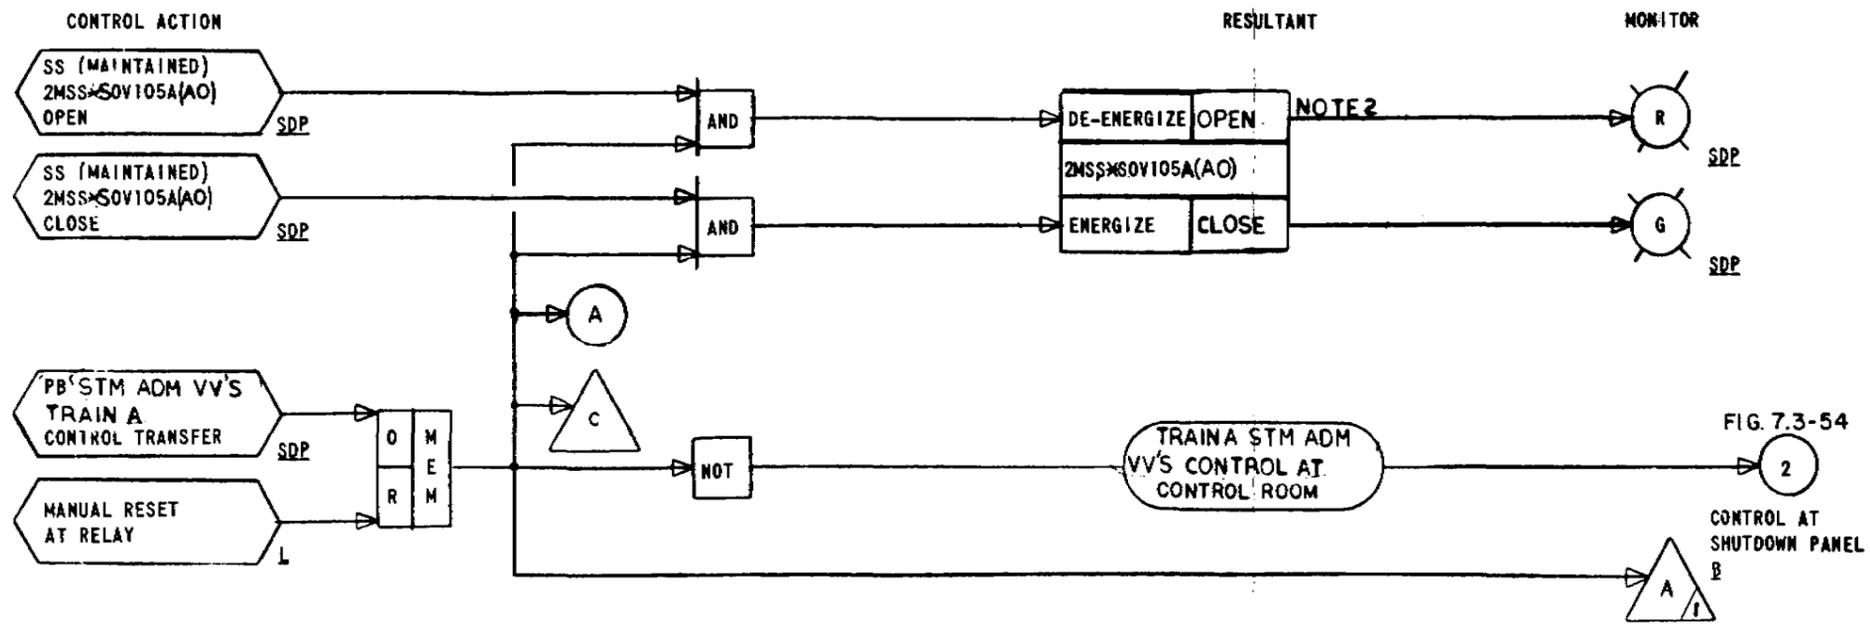 CONTROL ACTION
RESULTANT
MONITOR
SS (MAINTAINED)
2MSS*SOV105A(AO)
OPEN
SDP
AND
DE-ENERGIZE OPEN
NOTE 2
R
SDP
SS (MAINTAINED)
2MSS*SOV105A(AO)
CLOSE
SDP
AND
2MSS*SOV105A(AO)
ENERGIZE CLOSE
G
SDP
A
C
PB STM ADM VV'S
TRAIN A
CONTROL TRANSFER
SDP
MANUAL RESET
AT RELAY
L
OR
MEM
NOT
TRAIN A STM ADM
VV'S CONTROL AT
CONTROL ROOM
FIG. 7.3-54
2
CONTROL AT
SHUTDOWN PANEL
B
A
1